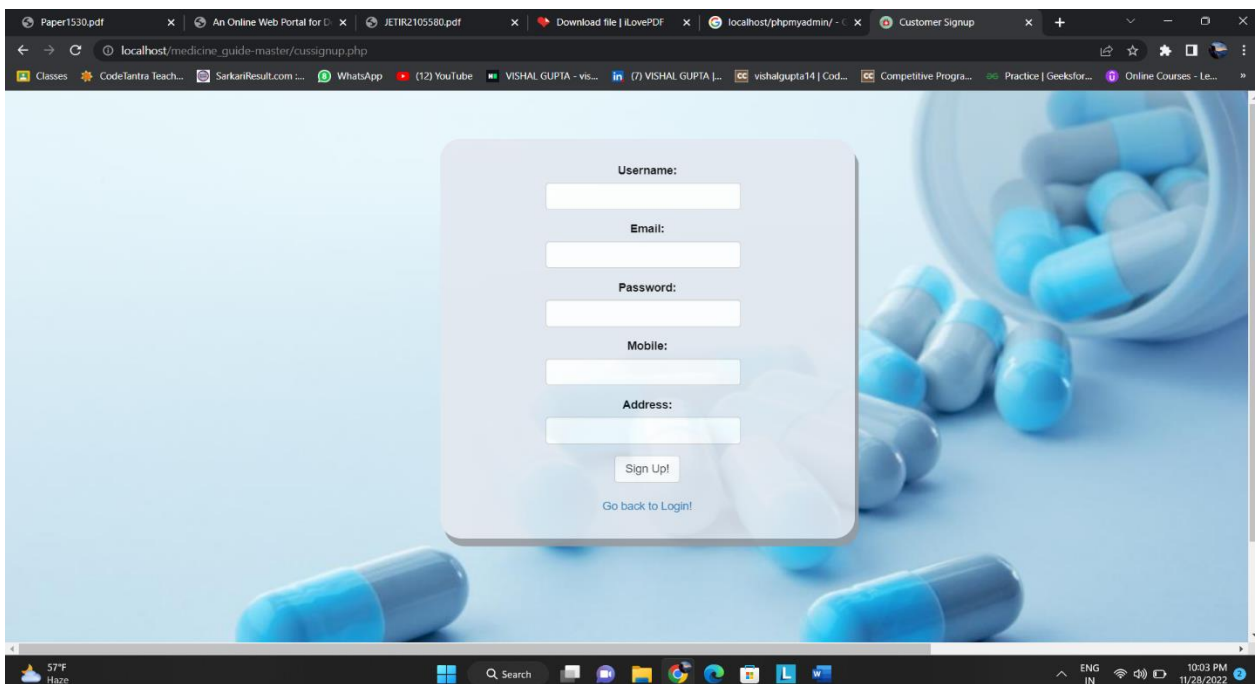 Paper1530.pdf An Online Web Portal for D JETIR2105580.pdf Download file | iLovePDF localhost/phpmyadmin/ - Customer Signup
localhost/medicine_guide-master/cussignup.php
Classes CodeTantra Teach... SarkariResult.com :... WhatsApp (12) YouTube VISHAL GUPTA - vis... (7) VISHAL GUPTA |... vishalgupta14 | Cod... Competitive Progra... Practice | Geeksfor... Online Courses - Le... »
Username:
Email:
Password:
Mobile:
Address:
Sign Up!
Go back to Login!
57°F
Haze
Search
ENG
IN
10:03 PM
11/28/2022
2